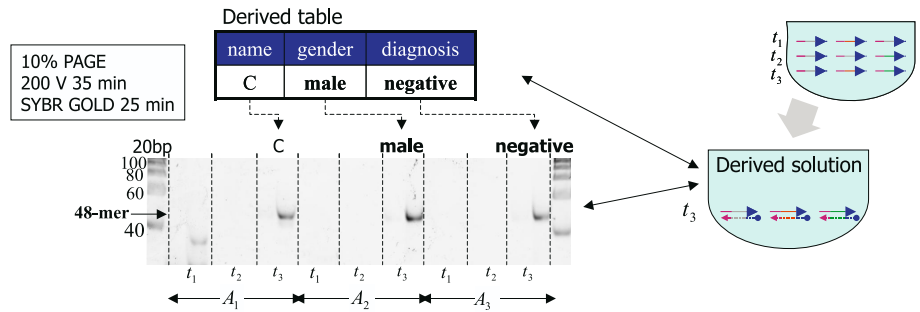 Derived table
name gender diagnosis
C male negative
10% PAGE
200 V 35 min
SYBR GOLD 25 min
t1
t2
t3
20bp C male negative
100
80
60
48-mer
40
t1 t2 t3 t1 t2 t3 t1 t2 t3
A1 A2 A3
Derived solution
t3